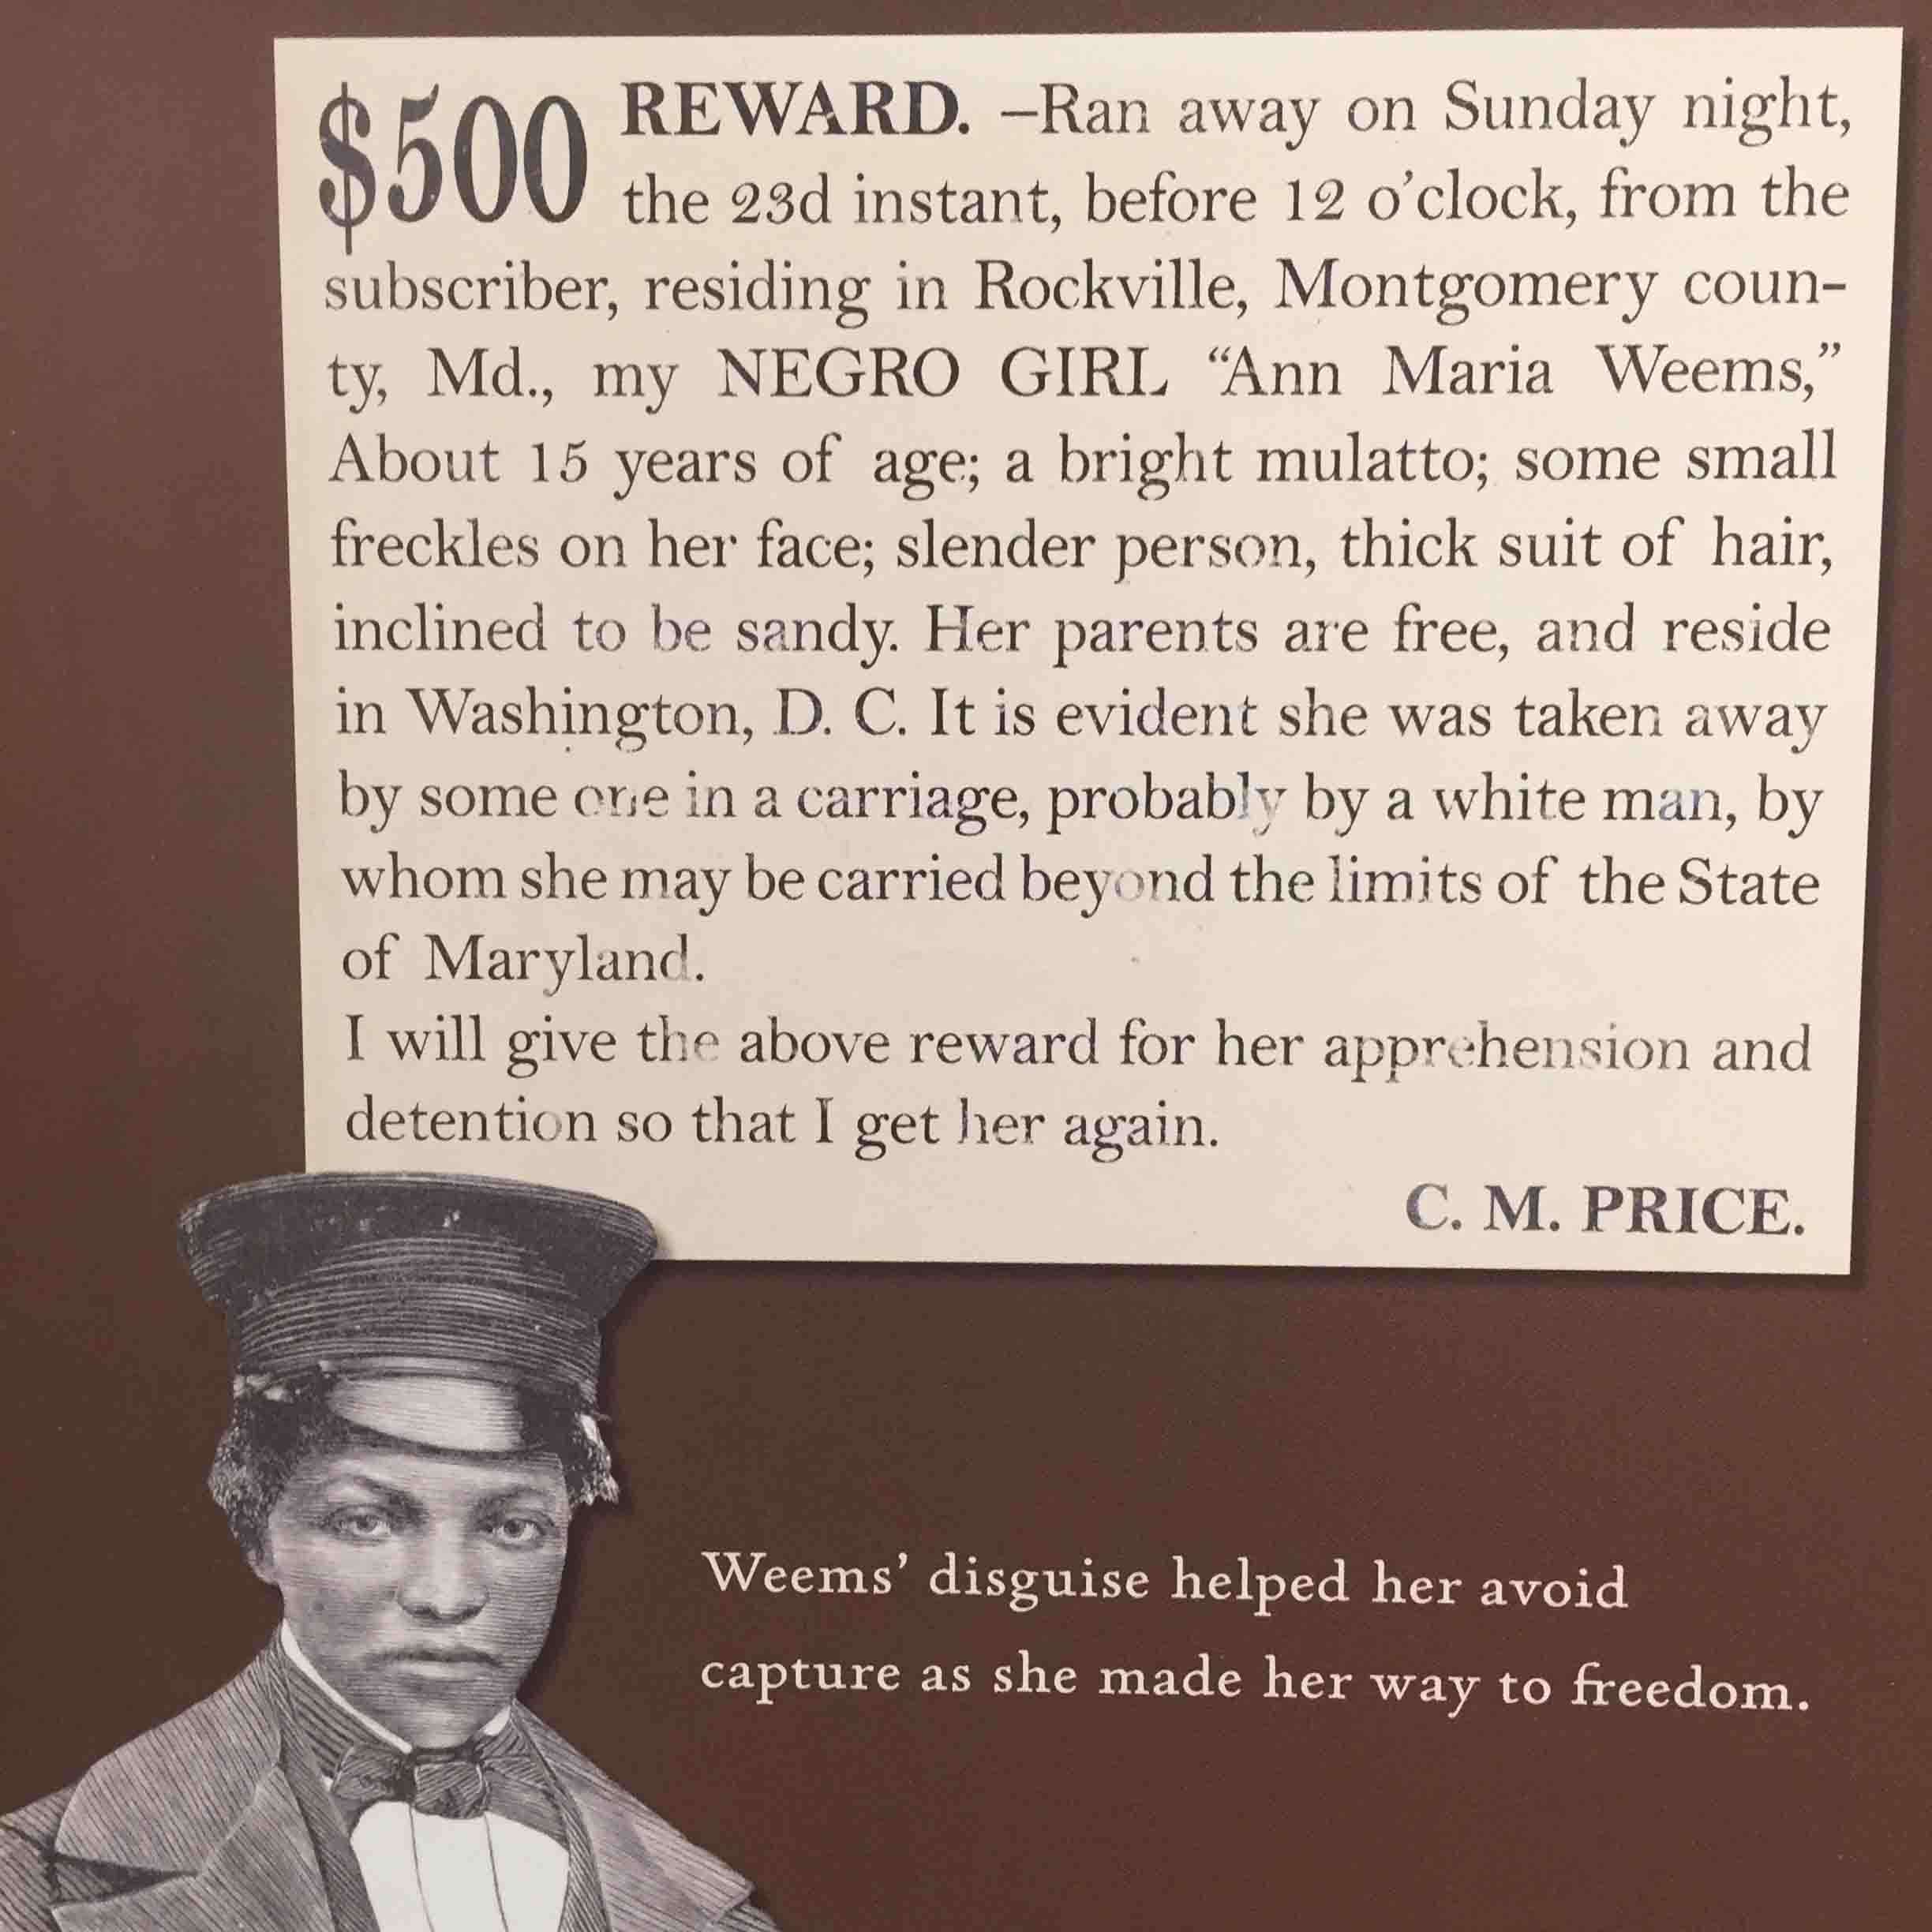 $500 REWARD. –Ran away on Sunday night,
the 23d instant, before 12 o’clock, from the
subscriber, residing in Rockville, Montgomery coun-
ty, Md., my NEGRO GIRL “Ann Maria Weems,”
About 15 years of age; a bright mulatto; some small
freckles on her face; slender person, thick suit of hair,
inclined to be sandy. Her parents are free, and reside
in Washington, D. C. It is evident she was taken away
by some one in a carriage, probably by a white man, by
whom she may be carried beyond the limits of the State
of Maryland.
I will give the above reward for her apprehension and
detention so that I get her again.
C. M. PRICE.
Weems’ disguise helped her avoid
capture as she made her way to freedom.